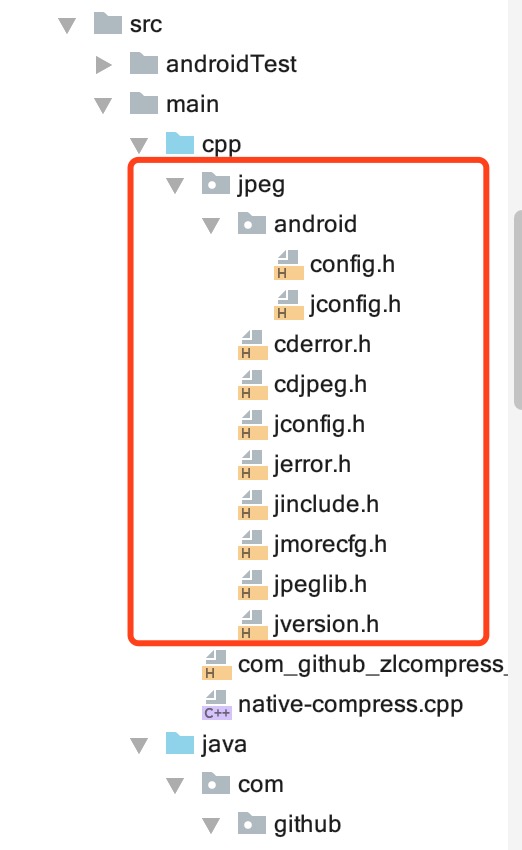 src
androidTest
main
cpp
jpeg
android
H config.h
H jconfig.h
H cderror.h
H cdjpeg.h
H jconfig.h
H jerror.h
H jinclude.h
H jmorecfg.h
H jpeglib.h
H jversion.h
H com_github_zlcompress_
C++ native-compress.cpp
java
com
github